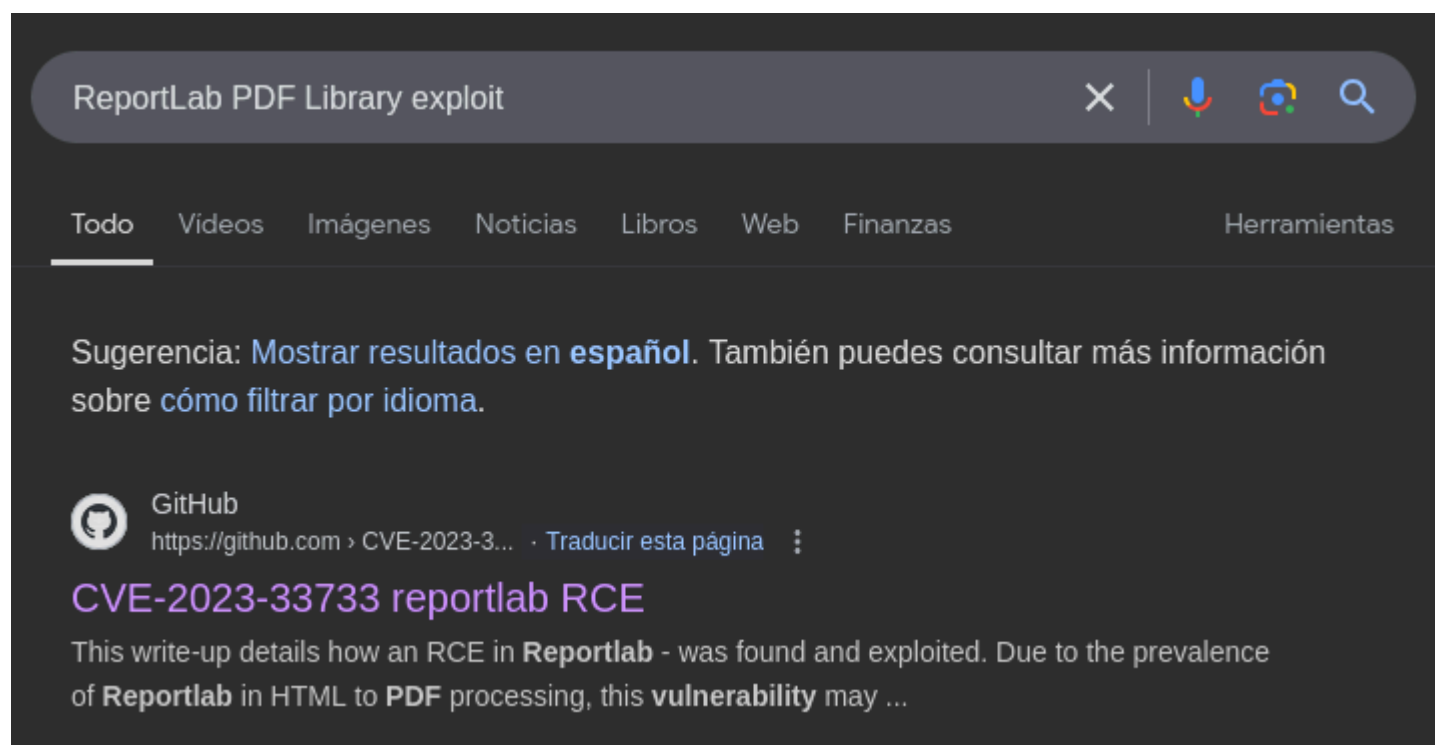 ReportLab PDF Library exploit
Todo Vídeos Imágenes Noticias Libros Web Finanzas Herramientas
Sugerencia: Mostrar resultados en español. También puedes consultar más información
sobre cómo filtrar por idioma.
GitHub
https://github.com › CVE-2023-3... · Traducir esta página
CVE-2023-33733 reportlab RCE
This write-up details how an RCE in Reportlab - was found and exploited. Due to the prevalence
of Reportlab in HTML to PDF processing, this vulnerability may ...